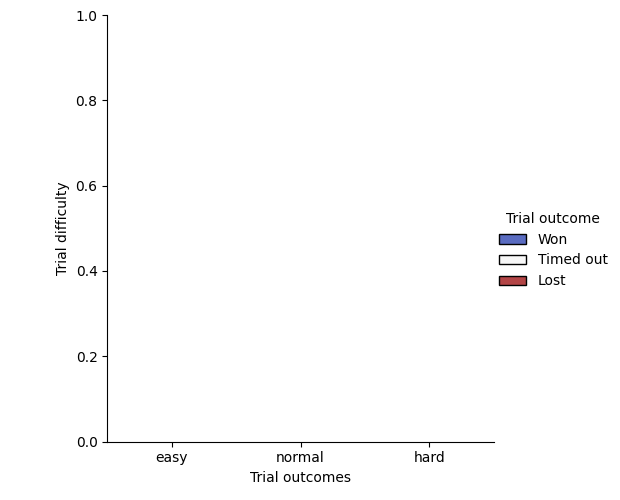 1.0
0.8
0.6
0.4
0.2
0.0
Trial difficulty
easy normal hard
Trial outcomes
Trial outcome
Won
Timed out
Lost